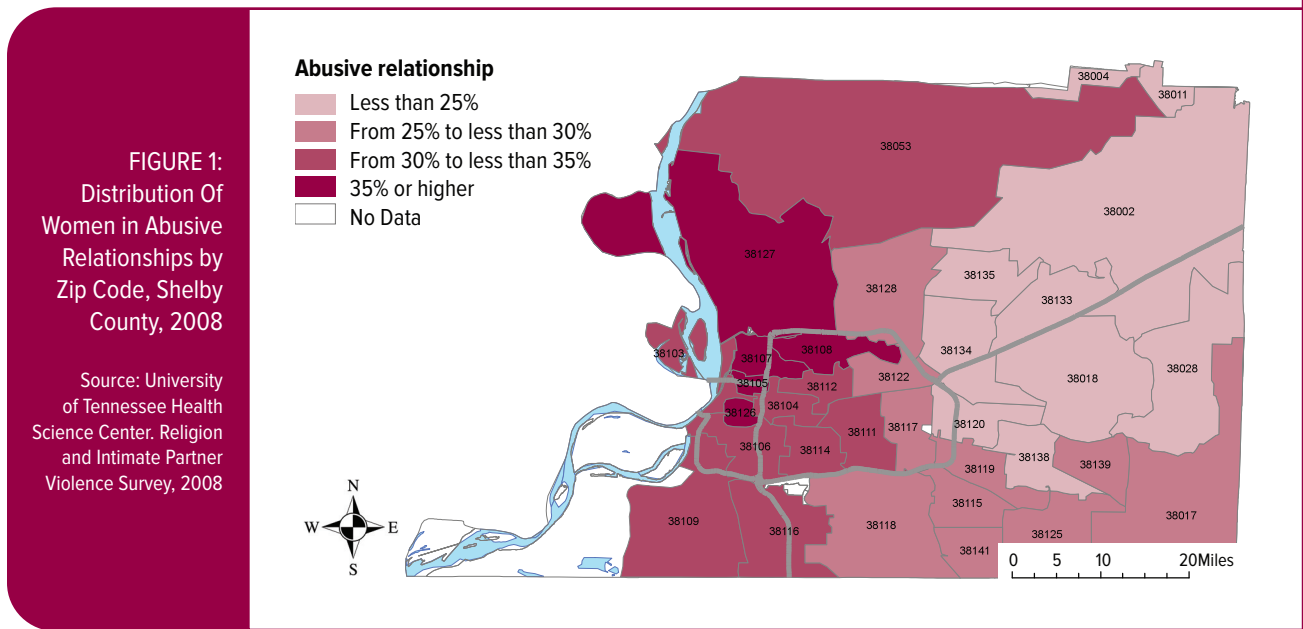 FIGURE 1:
Distribution Of
Women in Abusive
Relationships by
Zip Code, Shelby
County, 2008
Source: University
of Tennessee Health
Science Center. Religion
and Intimate Partner
Violence Survey, 2008
Abusive relationship
Less than 25%
From 25% to less than 30%
From 30% to less than 35%
35% or higher
No Data
38004
38011
38053
38002
38127
38135
38128
38133
38103
38107
38108
38134
38105
38112
38122
38018
38028
38126
38104
38106
38114
38111
38117
38120
38119
38138
38139
38109
38116
38118
38115
38141
38125
38017
N
W
E
S
0 5 10 20Miles